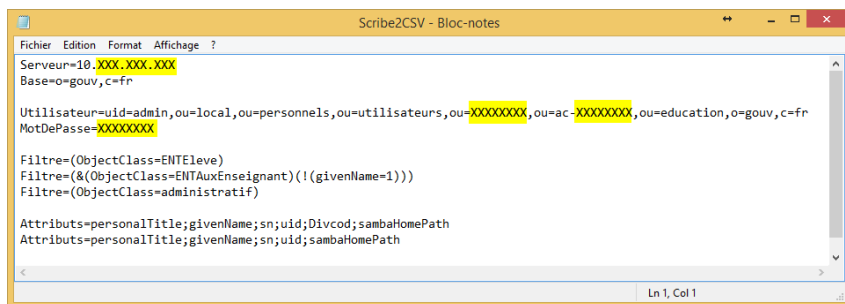 Scribe2CSV - Bloc-notes
Fichier Edition Format Affichage ?
Serveur=10.XXX.XXX.XXX
Base=o=gouv,c=fr
Utilisateur=uid=admin,ou=local,ou=personnels,ou=utilisateurs,ou=XXXXXXXX,ou=ac-XXXXXXXX,ou=education,o=gouv,c=fr
MotDePasse=XXXXXXXX
Filtre=(ObjectClass=ENTEleve)
Filtre=(&(ObjectClass=ENTAuxEnseignant)(!(givenName=1)))
Filtre=(ObjectClass=administratif)
Attributs=personalTitle;givenName;sn;uid;Divcod;sambaHomePath
Attributs=personalTitle;givenName;sn;uid;sambaHomePath
Ln 1, Col 1